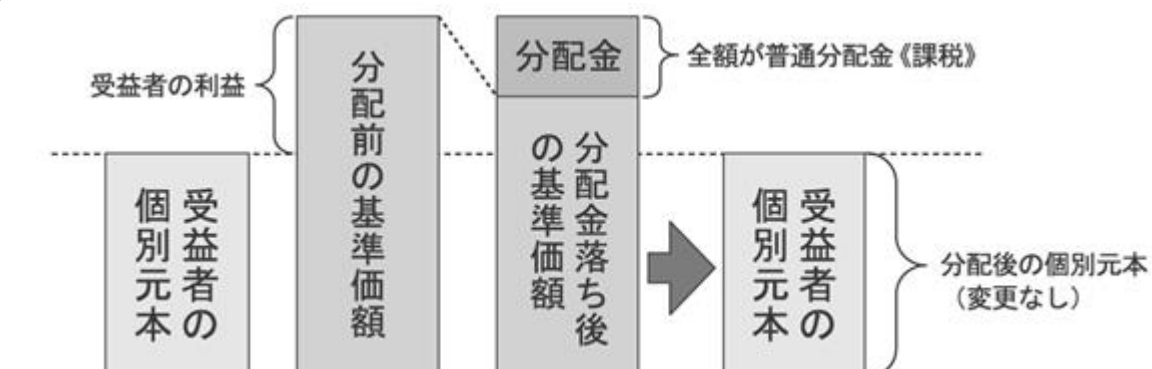 受益者の利益
受益者の
個別元本
分配前の基準価額
分配金
全額が普通分配金《課税》
分配金落ち後
の基準価額
受益者の
個別元本
分配後の個別元本
（変更なし）